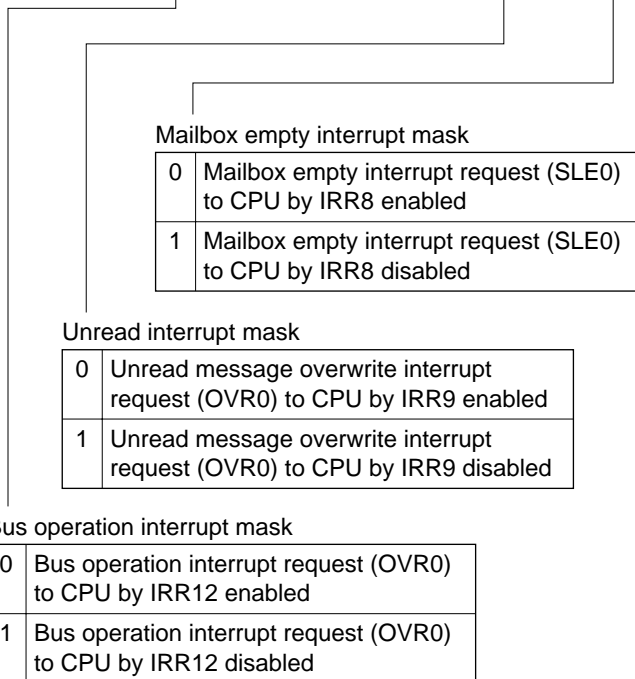 Mailbox empty interrupt mask
0 Mailbox empty interrupt request (SLE0)
to CPU by IRR8 enabled
1 Mailbox empty interrupt request (SLE0)
to CPU by IRR8 disabled
Unread interrupt mask
0 Unread message overwrite interrupt
request (OVR0) to CPU by IRR9 enabled
1 Unread message overwrite interrupt
request (OVR0) to CPU by IRR9 disabled
us operation interrupt mask
0 Bus operation interrupt request (OVR0)
to CPU by IRR12 enabled
1 Bus operation interrupt request (OVR0)
to CPU by IRR12 disabled